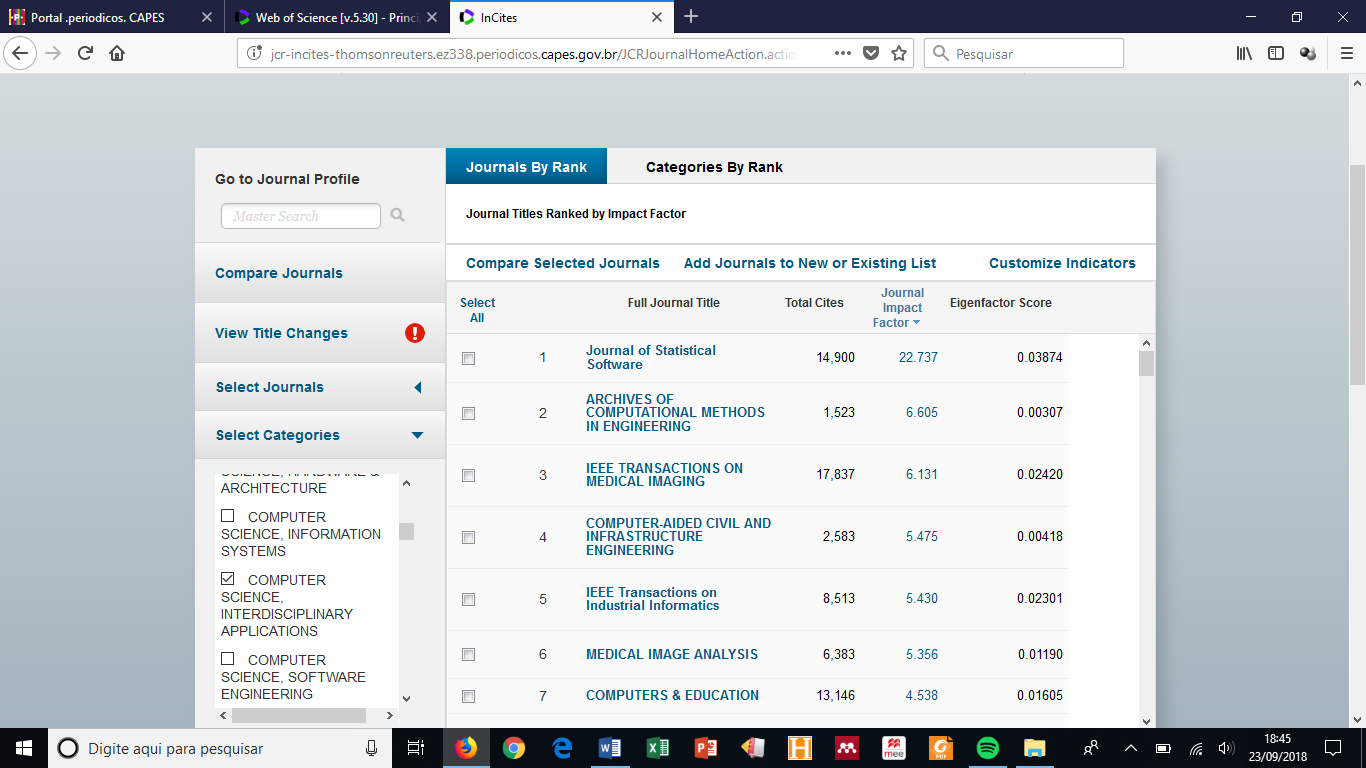 Portal .periodicos. CAPES
Web of Science [v.5.30] - Princi
InCites
jcr-incites-thomsonreuters.ez338.periodicos.capes.gov.br/JCRJournalHomeAction.actio
Pesquisar
Go to Journal Profile
Master Search
Compare Journals
View Title Changes
Select Journals
Select Categories
SCIENCE, HARDWARE &
ARCHITECTURE
COMPUTER
SCIENCE, INFORMATION
SYSTEMS
COMPUTER
SCIENCE,
INTERDISCIPLINARY
APPLICATIONS
COMPUTER
SCIENCE, SOFTWARE
ENGINEERING
Journals By Rank Categories By Rank
Journal Titles Ranked by Impact Factor
Compare Selected Journals Add Journals to New or Existing List Customize Indicators
Select
All
Full Journal Title
Total Cites
Journal
Impact
Factor
Eigenfactor Score
1 Journal of Statistical
Software
14,900 22.737 0.03874
2 ARCHIVES OF
COMPUTATIONAL METHODS
IN ENGINEERING
1,523 6.605 0.00307
3 IEEE TRANSACTIONS ON
MEDICAL IMAGING
17,837 6.131 0.02420
4 COMPUTER-AIDED CIVIL AND
INFRASTRUCTURE
ENGINEERING
2,583 5.475 0.00418
5 IEEE Transactions on
Industrial Informatics
8,513 5.430 0.02301
6 MEDICAL IMAGE ANALYSIS 6,383 5.356 0.01190
7 COMPUTERS & EDUCATION 13,146 4.538 0.01605
Digite aqui para pesquisar
18:45
23/09/2018